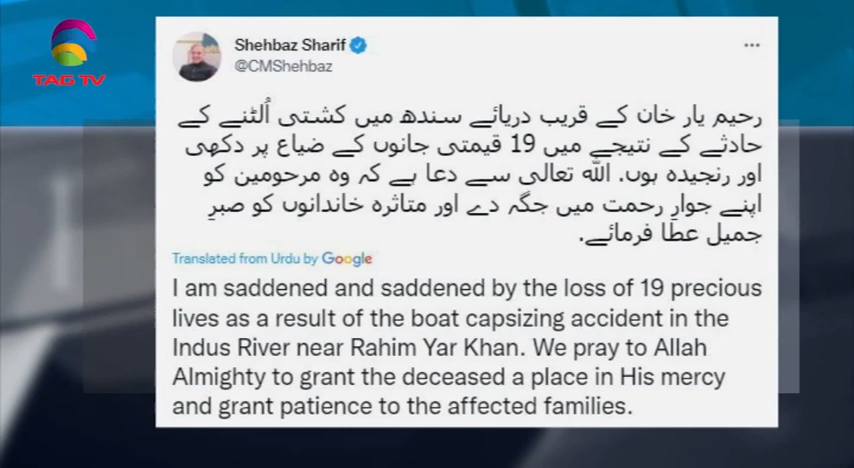 TAG TV
Shehbaz Sharif
@CMShehbaz
رحیم یار خان کے قریب دریائے سندھ میں کشتی اُلٹنے کے
حادثے کے نتیجے میں 19 قیمتی جانوں کے ضیاع پر دکھی
اور رنجیدہ ہوں. اللہ تعالی سے دعا ہے کہ وہ مرحومین کو
اپنے جوارِ رحمت میں جگہ دے اور متاثرہ خاندانوں کو صبرِ
جمیل عطا فرمائے.
Translated from Urdu by Google
I am saddened and saddened by the loss of 19 precious
lives as a result of the boat capsizing accident in the
Indus River near Rahim Yar Khan. We pray to Allah
Almighty to grant the deceased a place in His mercy
and grant patience to the affected families.